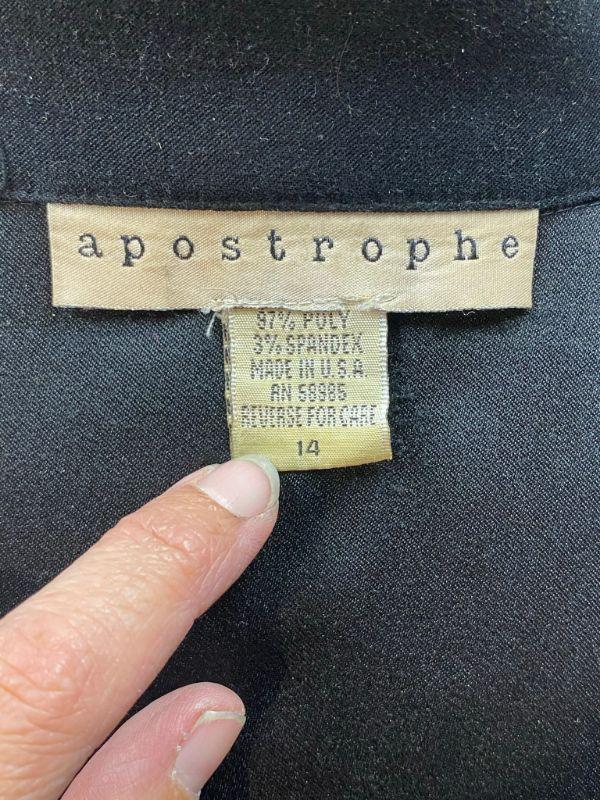 apostrophe
97% POLY
3% SPANDEX
MADE IN U.S.A.
RN 58985
REVERSE FOR CARE
14